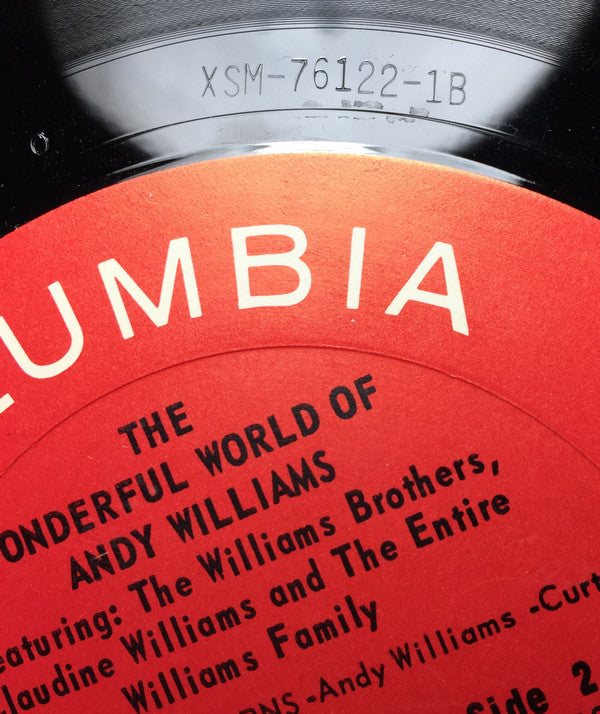 XSM-76122-1B
UMBIA
THE
ONDERFUL WORLD OF
ANDY WILLIAMS
eaturing: The Williams Brothers,
laudine Williams and The Entire
Williams Family
RNS -Andy Williams -Curt
Side 2